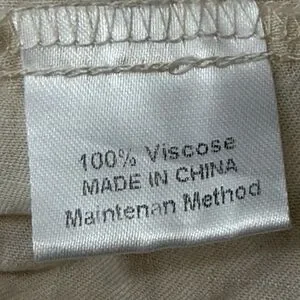 100% Viscose
MADE IN CHINA
Maintenan Method